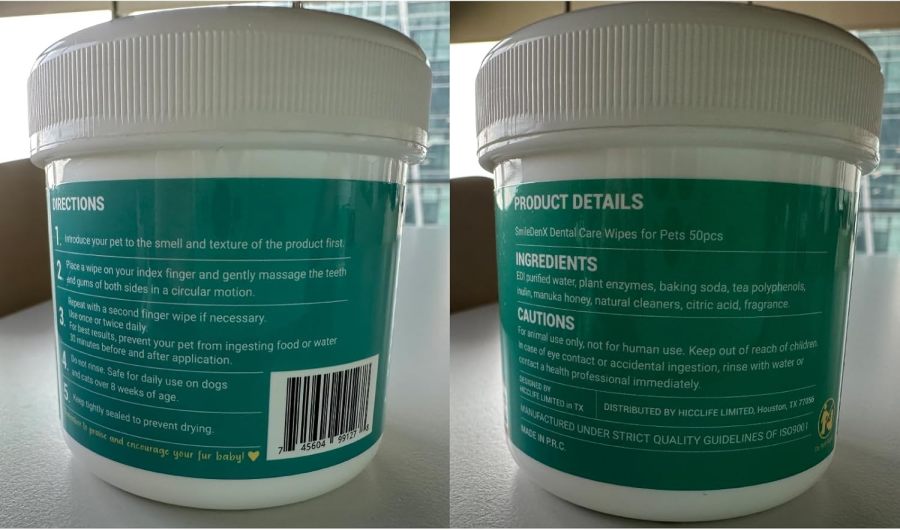 DIRECTIONS
1. Introduce your pet to the smell and texture of the product first.
2 Place a wipe on your index finger and gently massage the teeth
and gums of both sides in a circular motion.
3. Repeat with a second finger wipe if necessary.
Use once or twice daily.
For best results, prevent your pet from ingesting food or water
30 minutes before and after application.
4. Do not rinse. Safe for daily use on dogs
and cats over 8 weeks of age.
5. Keep tightly sealed to prevent drying.
to praise and encourage your fur baby!
7 45604 99127 8
PRODUCT DETAILS
SmileDenX Dental Care Wipes for Pets 50pcs
INGREDIENTS
EDI purified water, plant enzymes, baking soda, tea polyphenols,
inulin, manuka honey, natural cleaners, citric acid, fragrance.
CAUTIONS
For animal use only, not for human use. Keep out of reach of children.
In case of eye contact or accidental ingestion, rinse with water or
contact a health professional immediately.
DESIGNED BY
HICCLIFE LIMITED in TX
DISTRIBUTED BY HICCLIFE LIMITED, Houston, TX 77056
MANUFACTURED UNDER STRICT QUALITY GUIDELINES OF ISO9001
MADE IN P.R.C.